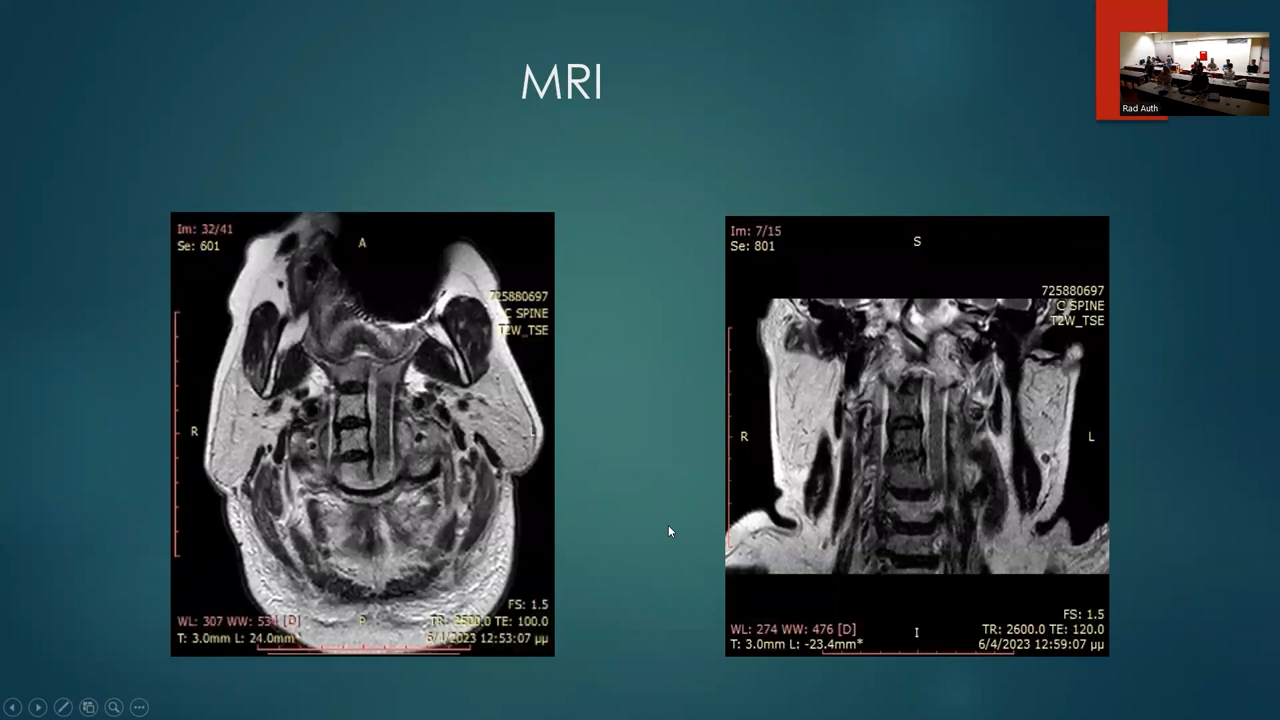 MRI
Rad Auth
Im: 32/41
Se: 601
A
725880697
C SPINE
T2W_TSE
R
FS: 1.5
WL: 307 WW: 534 [D]
P
TR: 2500.0 TE: 100.0
T: 3.0mm L: 24.0mm*
6/4/2023 12:53:07 μμ
Im: 7/15
Se: 801
S
725880697
C SPINE
T2W_TSE
R
L
FS: 1.5
WL: 274 WW: 476 [D]
I
TR: 2600.0 TE: 120.0
T: 3.0mm L: -23.4mm*
6/4/2023 12:59:07 μμ